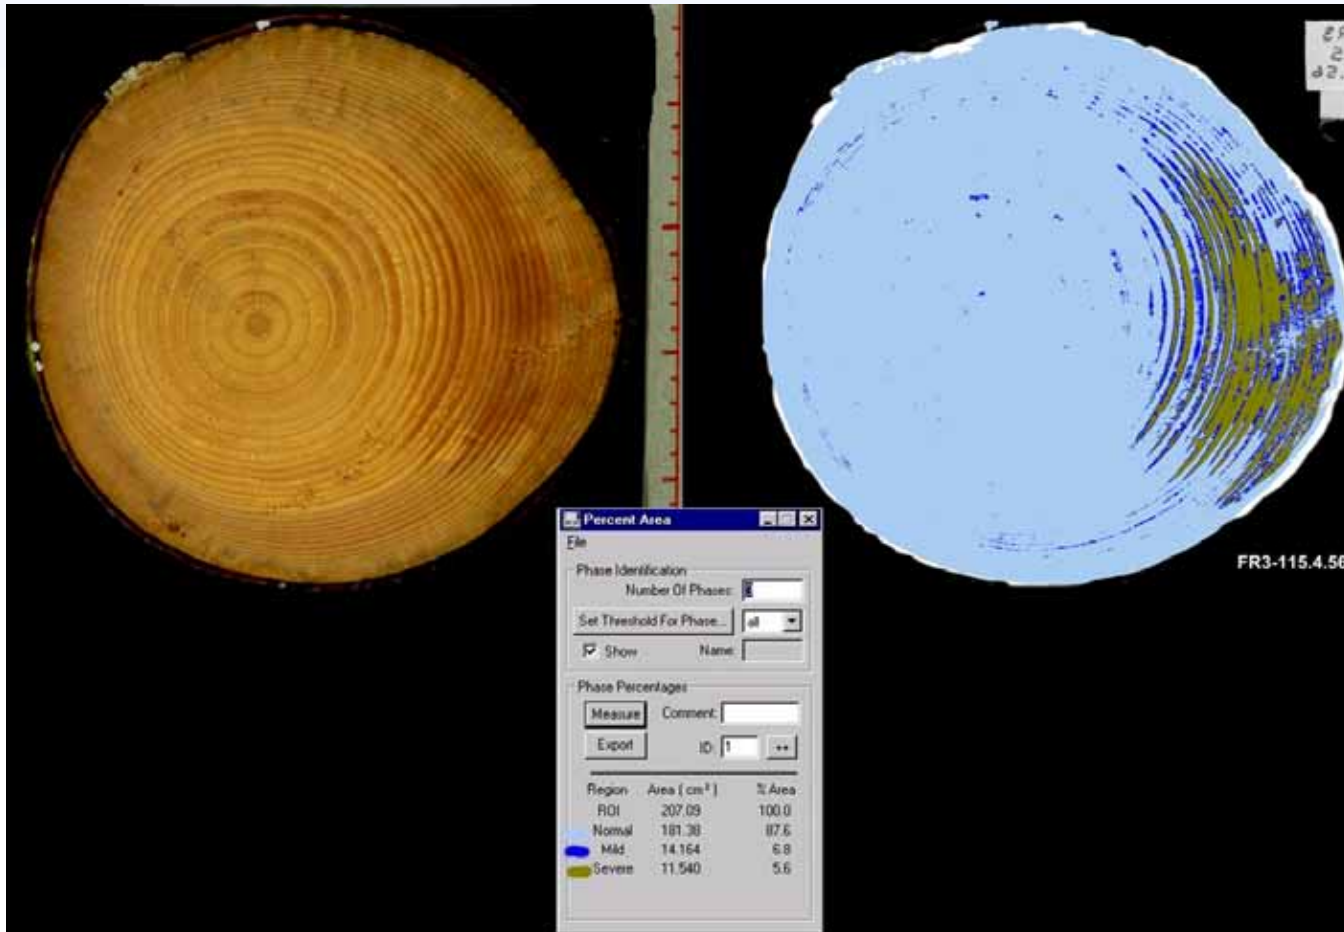 FR3-115.4.56
Percent Area
File
Phase Identification
Number Of Phases:
Set Threshold For Phase... all
Show Name:
Phase Percentages
Measure Comment:
Export ID: 1 ++
Region Area ( cm² ) % Area
ROI 207.09 100.0
Normal 181.38 87.6
Mild 14.164 6.8
Severe 11.540 5.6